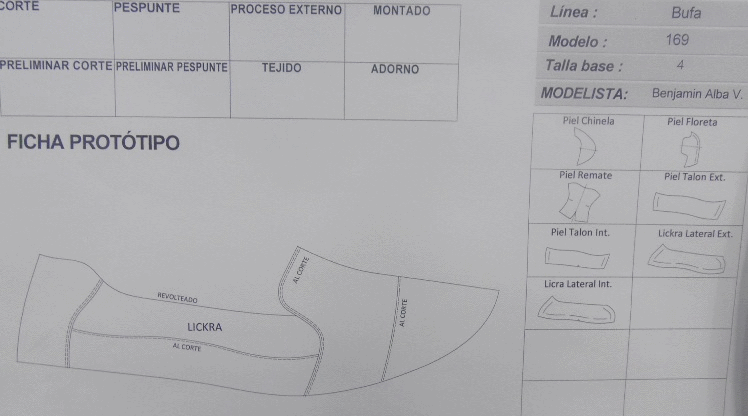 CORTE
PESPUNTE
PROCESO EXTERNO
MONTADO
PRELIMINAR CORTE
PRELIMINAR PESPUNTE
TEJIDO
ADORNO
FICHA PROTÓTIPO
REVOLTEADO
LICKRA
AL CORTE
AL CORTE
AL CORTE
Línea : Bufa
Modelo : 169
Talla base : 4
MODELISTA: Benjamin Alba V.
Piel Chinela
Piel Floreta
Piel Remate
Piel Talon Ext.
Piel Talon Int.
Lickra Lateral Ext.
Licra Lateral Int.